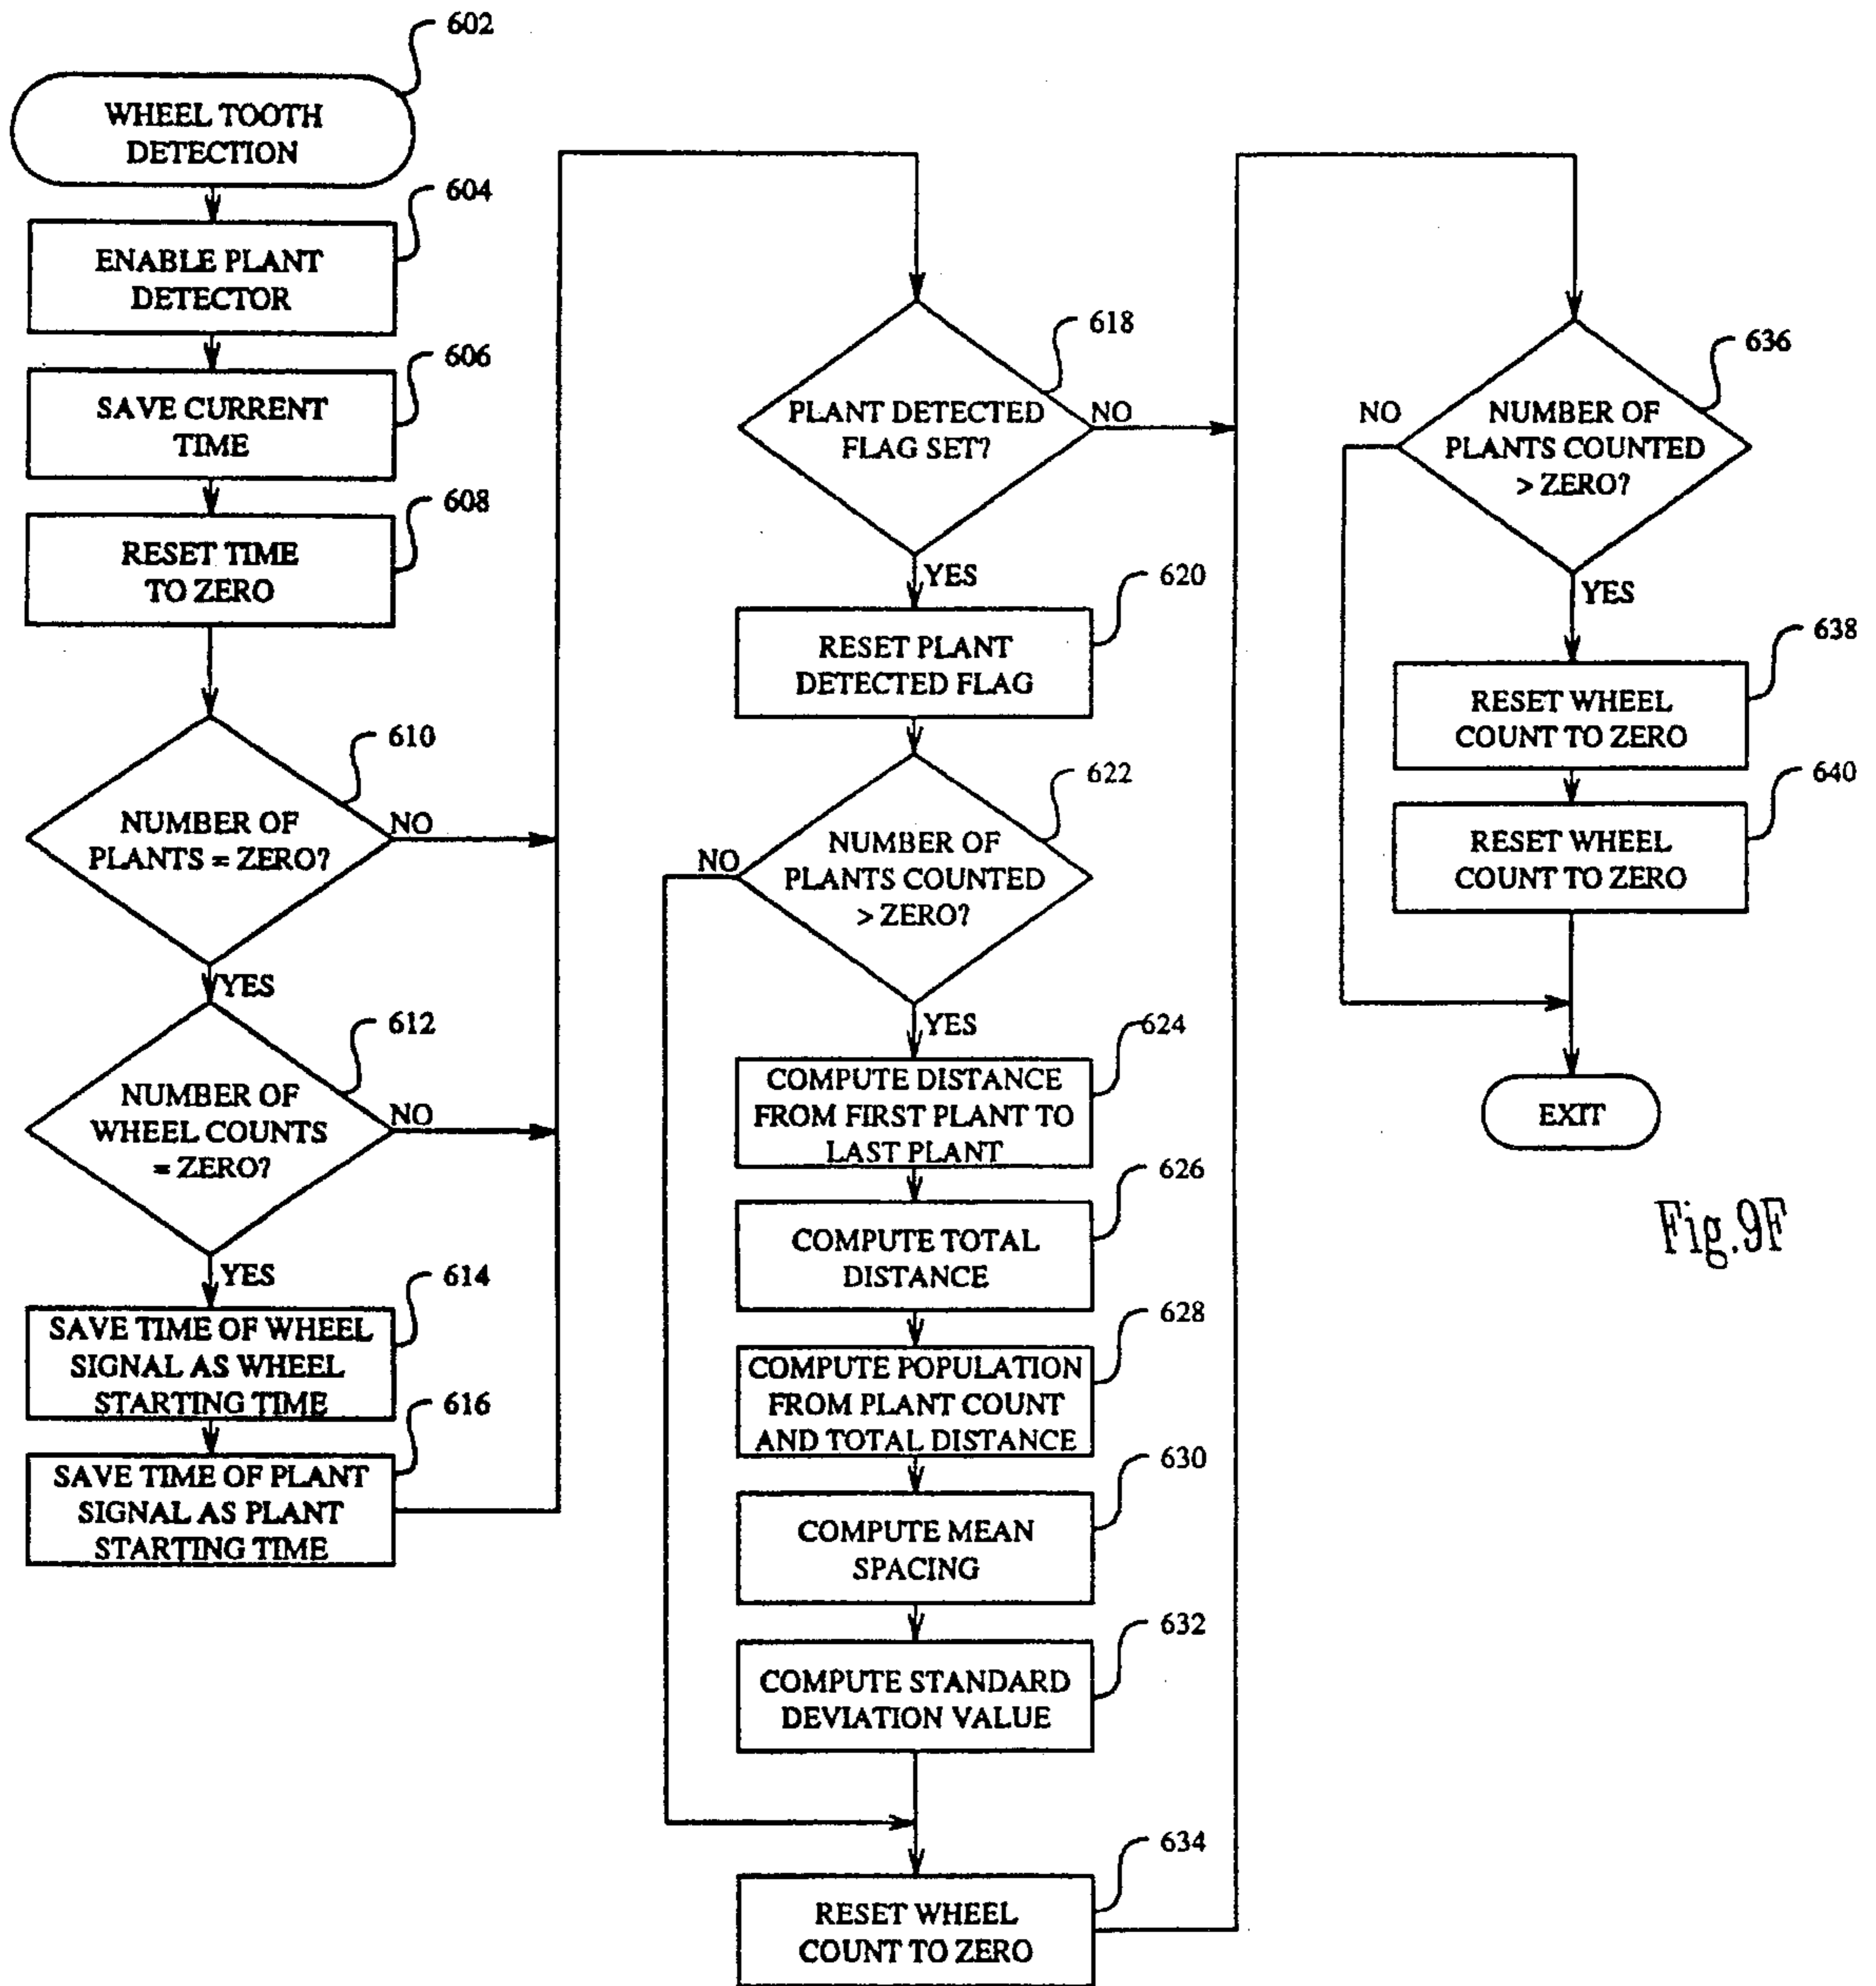 602
WHEEL TOOTH
DETECTION
604
ENABLE PLANT
DETECTOR
606
SAVE CURRENT
TIME
608
RESET TIME
TO ZERO
610
NUMBER OF
PLANTS = ZERO?
NO
YES
612
NUMBER OF
WHEEL COUNTS
= ZERO?
NO
YES
614
SAVE TIME OF WHEEL
SIGNAL AS WHEEL
STARTING TIME
616
SAVE TIME OF PLANT
SIGNAL AS PLANT
STARTING TIME
618
PLANT DETECTED
FLAG SET?
NO
YES
620
RESET PLANT
DETECTED FLAG
622
NUMBER OF
PLANTS COUNTED
> ZERO?
NO
YES
624
COMPUTE DISTANCE
FROM FIRST PLANT TO
LAST PLANT
626
COMPUTE TOTAL
DISTANCE
628
COMPUTE POPULATION
FROM PLANT COUNT
AND TOTAL DISTANCE
630
COMPUTE MEAN
SPACING
632
COMPUTE STANDARD
DEVIATION VALUE
634
RESET WHEEL
COUNT TO ZERO
636
NUMBER OF
PLANTS COUNTED
> ZERO?
NO
YES
638
RESET WHEEL
COUNT TO ZERO
640
RESET WHEEL
COUNT TO ZERO
EXIT
Fig.9F